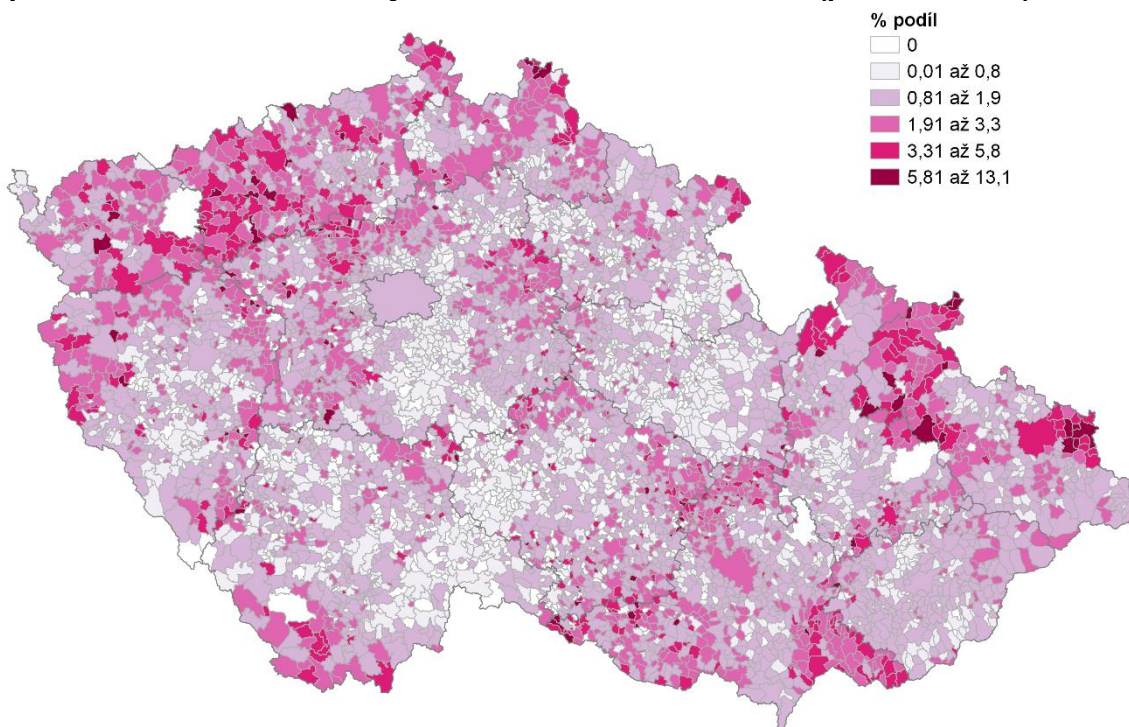 % podíl
0
0,01 až 0,8
0,81 až 1,9
1,91 až 3,3
3,31 až 5,8
5,81 až 13,1